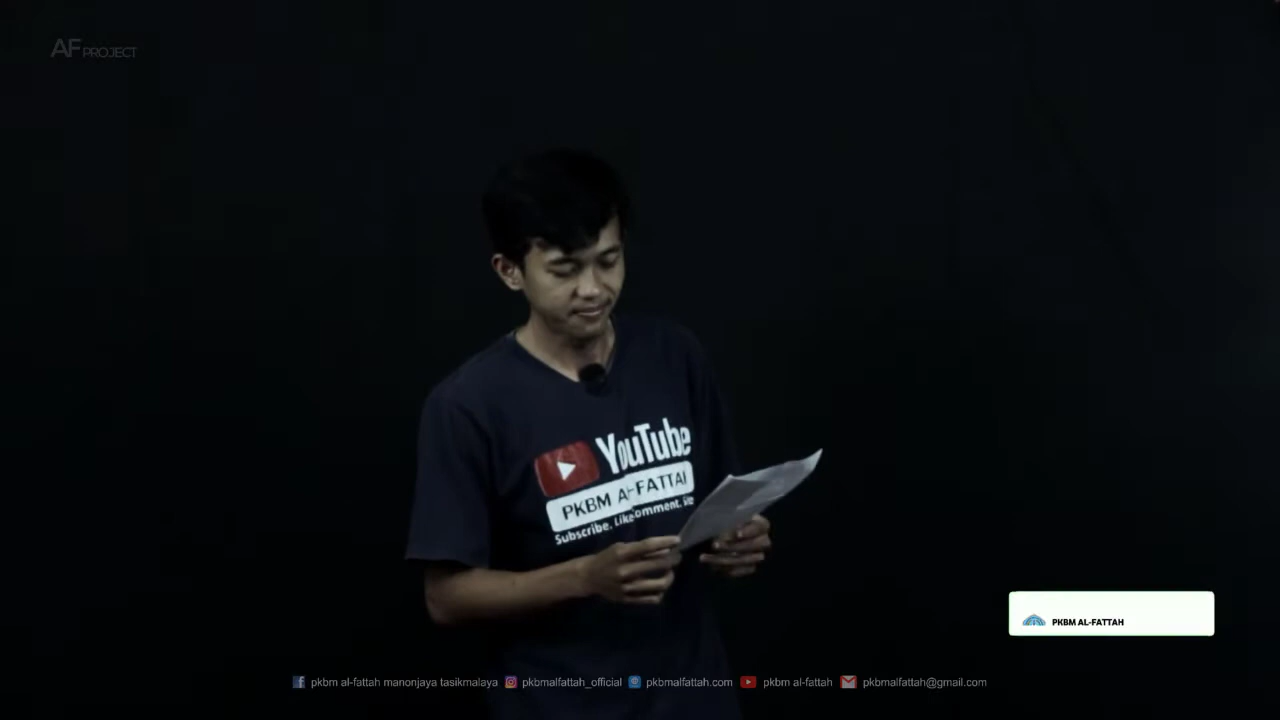 AF PROJECT
YouTube
PKBM Al-FATTAH
Subscribe, Like
omment.
PKBM AL-FATTAH
pkbm al-fattah manonjaya tasikmalaya pkbmalfattah_official pkbmalfattah.com pkbm al-fattah pkbmalfattah@gmail.com